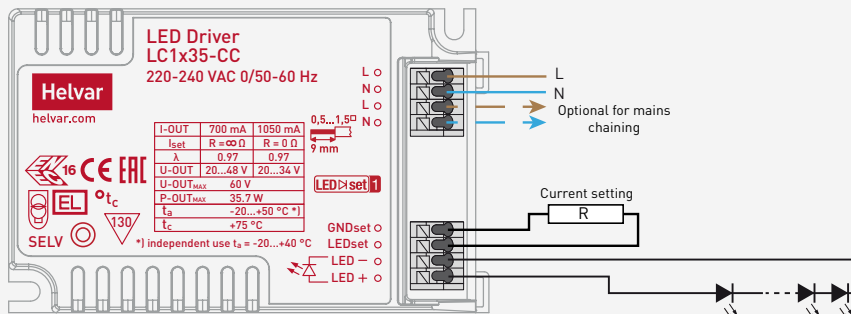 LED Driver
LC1x35-CC
220-240 VAC 0/50-60 Hz
Helvar
helvar.com
L
N
L
N
0,5...1,5
9 mm
I-OUT 700 mA 1050 mA
Iset R = ∞ Ω R = 0 Ω
λ 0.97 0.97
U-OUT 20...48 V 20...34 V
U-OUTMAX 60 V
P-OUTMAX 35.7 W
ta -20...+50 °C *)
tc +75 °C
*) independent use ta = -20...+40 °C
LED set 1
16 CE EAC
EL
tc
130
SELV
GNDset
LEDset
LED –
LED +
L
N
Optional for mains
chaining
Current setting
R